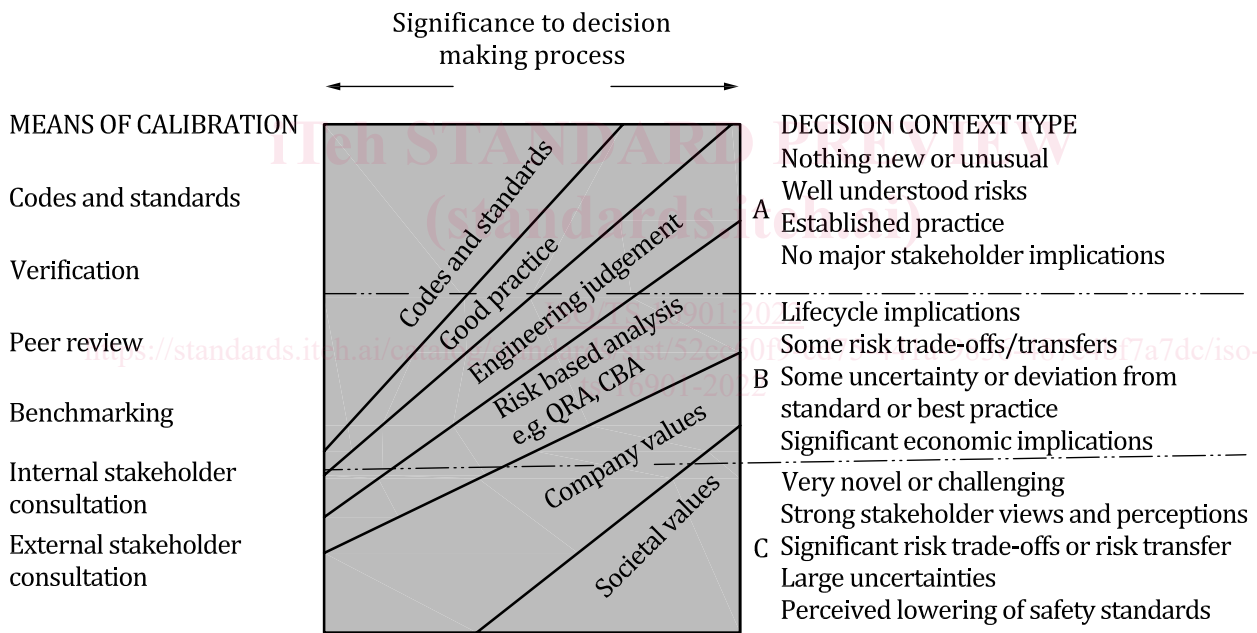 Significance to decision
making process
MEANS OF CALIBRATION
Codes and standards
Verification
Peer review
Benchmarking
Internal stakeholder
consultation
External stakeholder
consultation
Codes and standards
Good practice
Engineering judgement
Risk based analysis
e.g. QRA, CBA
Company values
Societal values
DECISION CONTEXT TYPE
Nothing new or unusual
Well understood risks
A
Established practice
No major stakeholder implications
Lifecycle implications
Some risk trade-offs/transfers
B Some uncertainty or deviation from
standard or best practice
Significant economic implications
Very novel or challenging
Strong stakeholder views and perceptions
C Significant risk trade-offs or risk transfer
Large uncertainties
Perceived lowering of safety standards
iTeh STANDARD PREVIEW
(standards.iteh.ai)